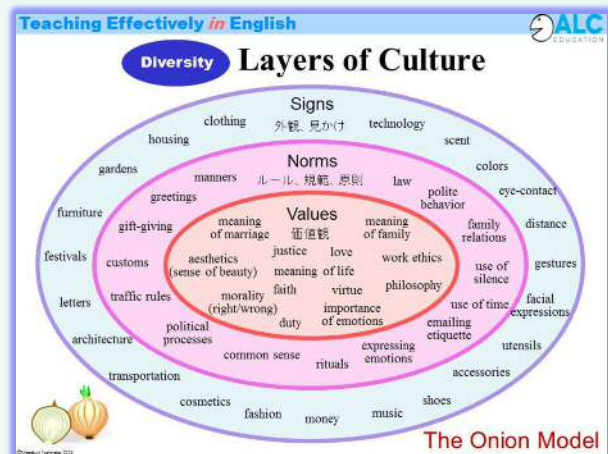 Teaching Effectively in English
ALC
EDUCATION
Diversity
Layers of Culture
Signs
外観、見かけ
clothing
technology
housing
scent
gardens
colors
furniture
eye-contact
festivals
distance
letters
gestures
architecture
facial
expressions
transportation
utensils
cosmetics
accessories
fashion
money
music
shoes
Norms
ルール、規範、原則
manners
law
greetings
polite
behavior
gift-giving
family
relations
customs
use of
silence
traffic rules
use of time
political
processes
emailing
etiquette
common sense
rituals
expressing
emotions
Values
価値観
meaning
of marriage
meaning
of family
justice
love
aesthetics
(sense of beauty)
work ethics
meaning of life
faith
virtue
philosophy
morality
(right/wrong)
importance
of emotions
duty
The Onion Model